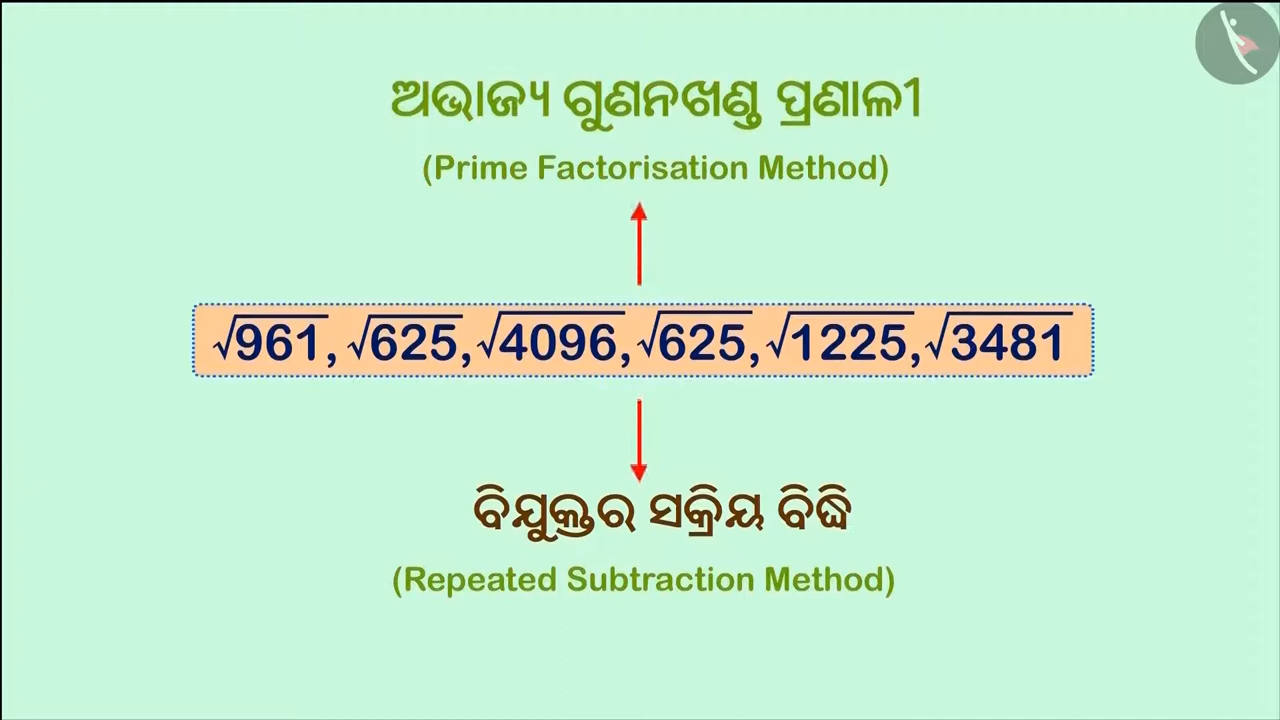 ଅଭାଜ୍ୟ ଗୁଣନଖଣ୍ଡ ପ୍ରଣାଳୀ
(Prime Factorisation Method)
√961, √625, √4096, √625, √1225, √3481
ବିଯୁକ୍ତର ସକ୍ରିୟ ବିଦ୍ଧି
(Repeated Subtraction Method)